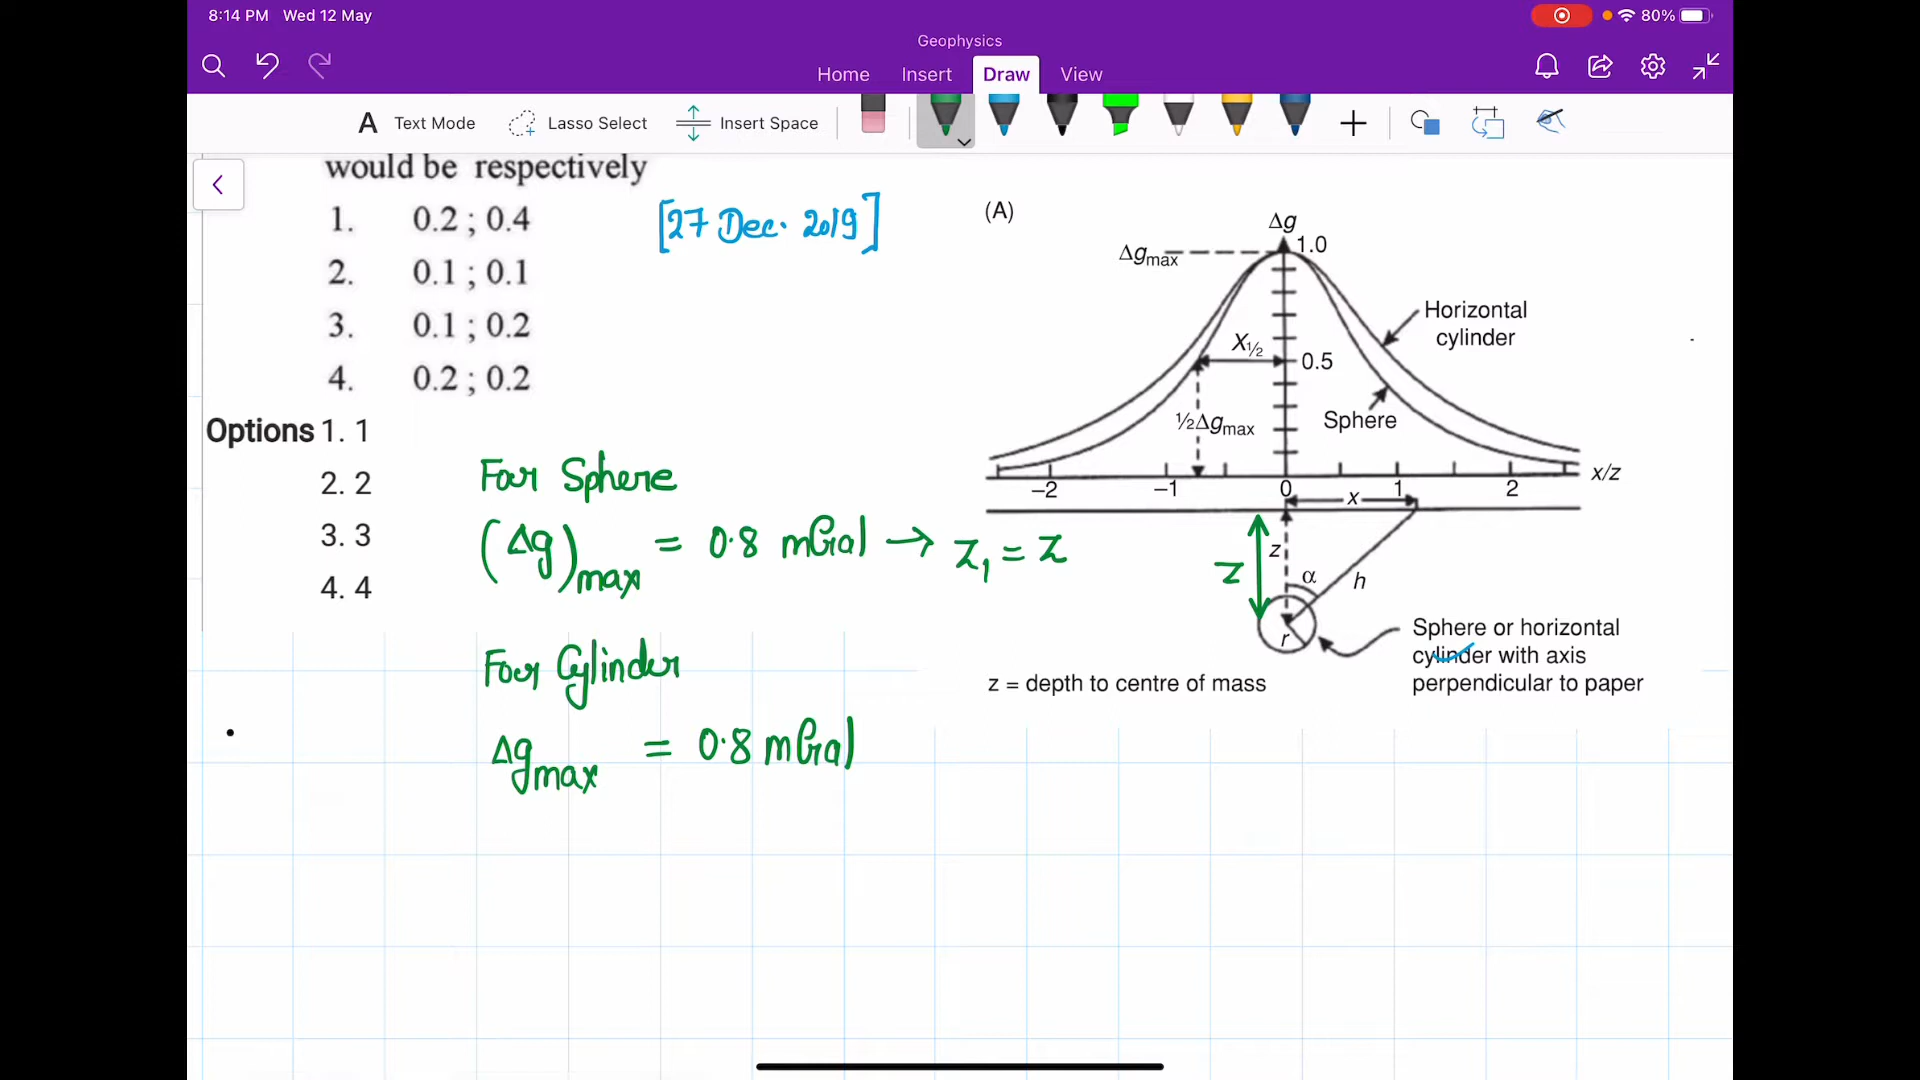 8:14 PM Wed 12 May
80%
Geophysics
Home Insert Draw View
A Text Mode Lasso Select Insert Space
would be respectively
1. 0.2 ; 0.4
2. 0.1 ; 0.1
3. 0.1 ; 0.2
4. 0.2 ; 0.2
[27 Dec. 2019]
Options 1. 1
2. 2
3. 3
4. 4
For Sphere
(Δg)max = 0.8 mGal → z₁ = z
For Cylinder
Δgmax = 0.8 mGal
(A)
Δg
Δgmax
1.0
Horizontal
cylinder
X½
0.5
Sphere
½Δgmax
x/z
–2 –1 0 1 2
x
z
z
α
h
r
Sphere or horizontal
cylinder with axis
perpendicular to paper
z = depth to centre of mass